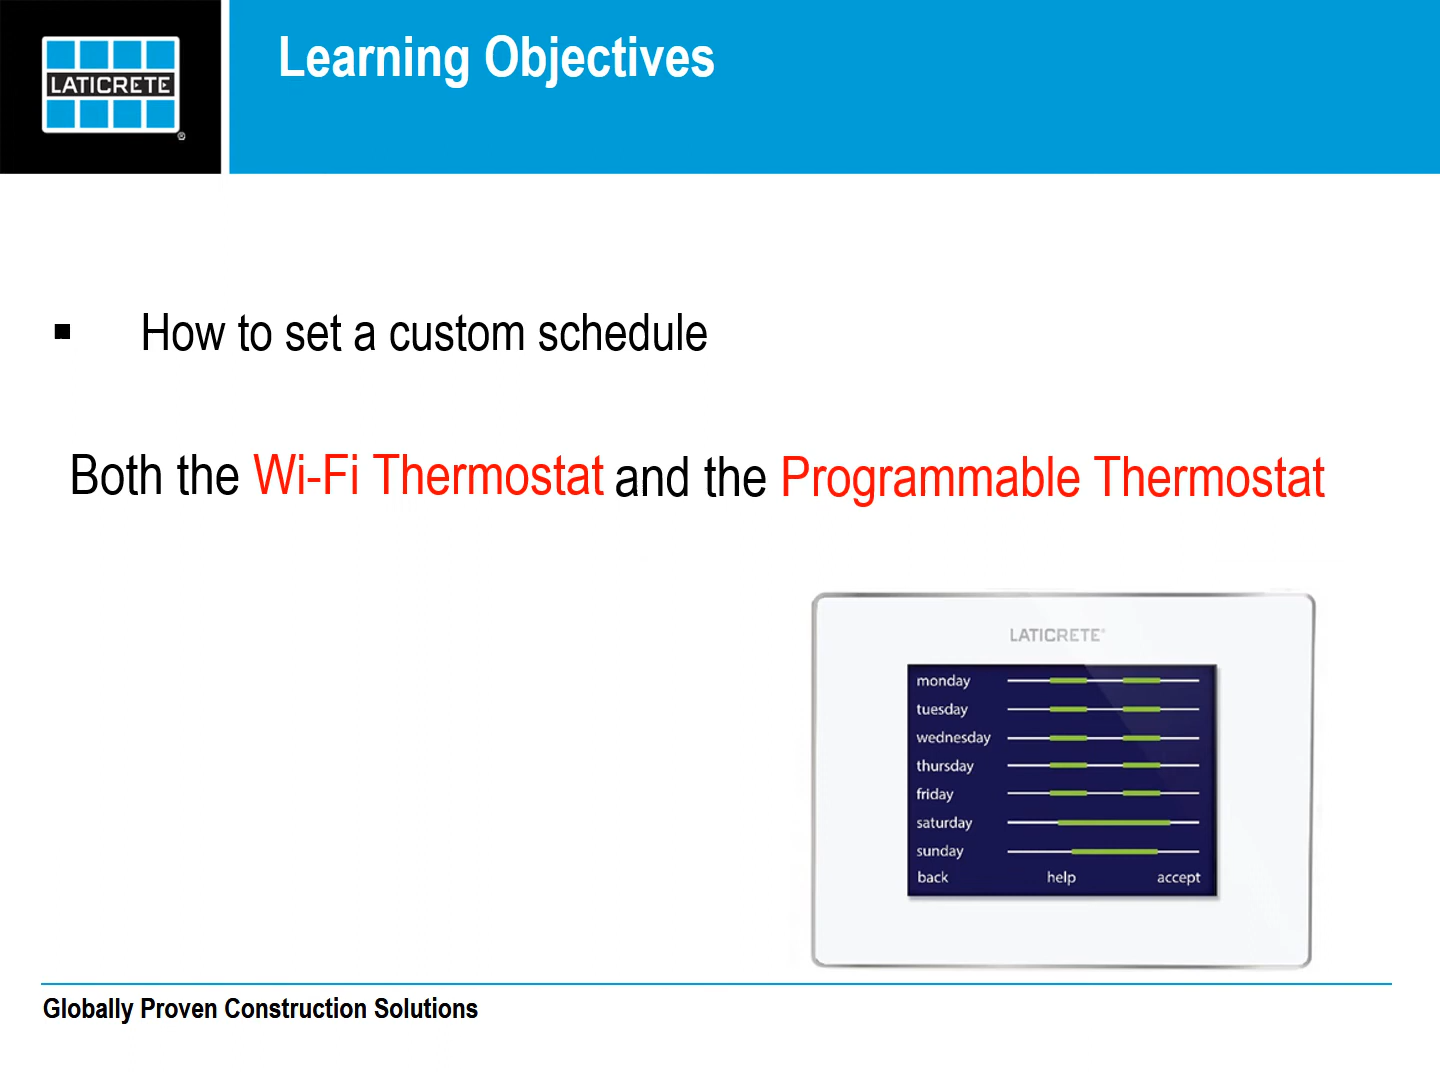 LATICRETE
®
Learning Objectives
▪ How to set a custom schedule
Both the Wi-Fi Thermostat and the Programmable Thermostat
LATICRETE®
monday
tuesday
wednesday
thursday
friday
saturday
sunday
back help accept
Globally Proven Construction Solutions